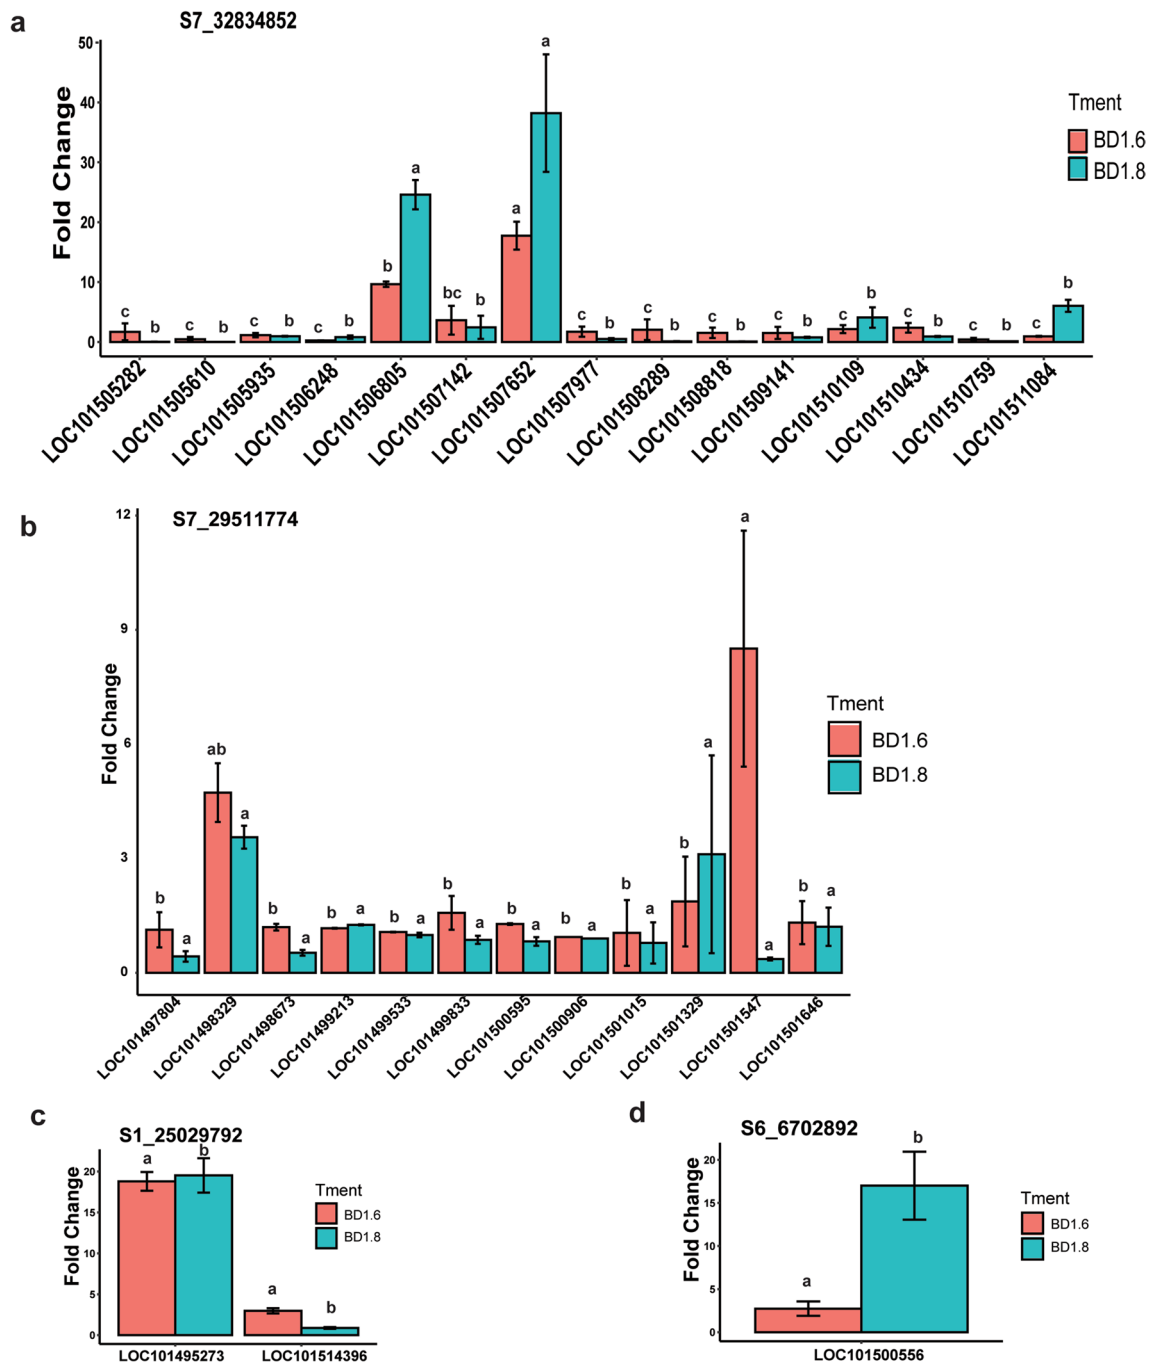 a
S7_32834852
Fold Change
50
40
30
20
10
0
c b c b c b c b b a bc b a a c b c b c b c b c b c b c b c b
LOC101505282
LOC101505610
LOC101505935
LOC101506248
LOC101506805
LOC101507142
LOC101507652
LOC101507977
LOC101508289
LOC101508818
LOC101509141
LOC101510109
LOC101510434
LOC101510759
LOC101511084
Tment
BD1.6
BD1.8
b
S7_29511774
Fold Change
12
9
6
3
0
b a ab a b a b a b a b a b a b a b a b a a a b a
LOC101497804
LOC101498329
LOC101498673
LOC101499213
LOC101499533
LOC101499833
LOC101500595
LOC101500906
LOC101501015
LOC101501329
LOC101501547
LOC101501646
Tment
BD1.6
BD1.8
c
S1_25029792
Fold Change
20
15
10
5
0
a b a b
LOC101495273
LOC101514396
Tment
BD1.6
BD1.8
d
S6_6702892
Fold Change
20
15
10
5
0
a b
LOC101500556
Tment
BD1.6
BD1.8